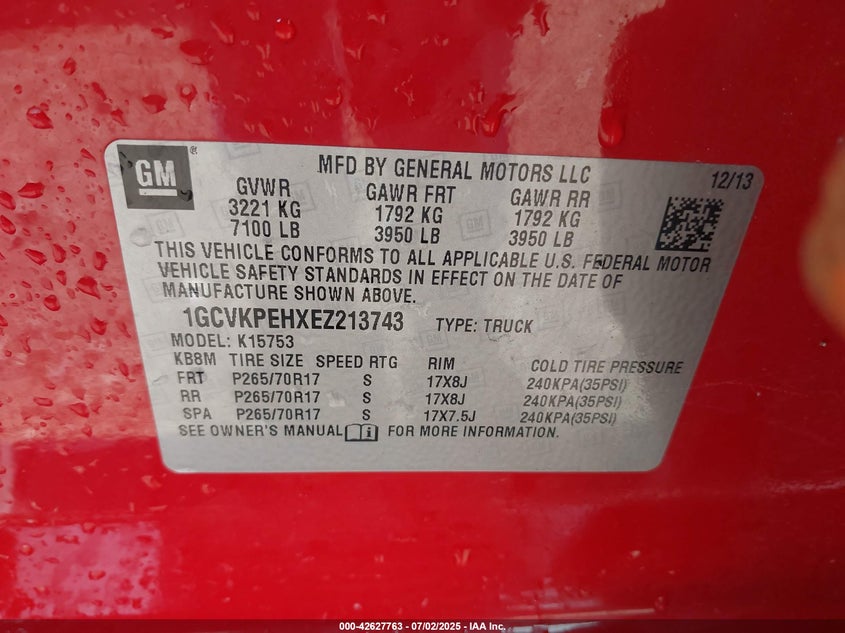 GM
MFD BY GENERAL MOTORS LLC 12/13
GVWR GAWR FRT GAWR RR
3221 KG 1792 KG 1792 KG
7100 LB 3950 LB 3950 LB
THIS VEHICLE CONFORMS TO ALL APPLICABLE U.S. FEDERAL MOTOR
VEHICLE SAFETY STANDARDS IN EFFECT ON THE DATE OF
MANUFACTURE SHOWN ABOVE.
1GCVKPEHXEZ213743 TYPE: TRUCK
MODEL: K15753
KB8M TIRE SIZE SPEED RTG RIM COLD TIRE PRESSURE
FRT P265/70R17 S 17X8J 240KPA(35PSI)
RR P265/70R17 S 17X8J 240KPA(35PSI)
SPA P265/70R17 S 17X7.5J 240KPA(35PSI)
SEE OWNER'S MANUAL i FOR MORE INFORMATION.
000-42627763 - 07/02/2025 - IAA Inc.